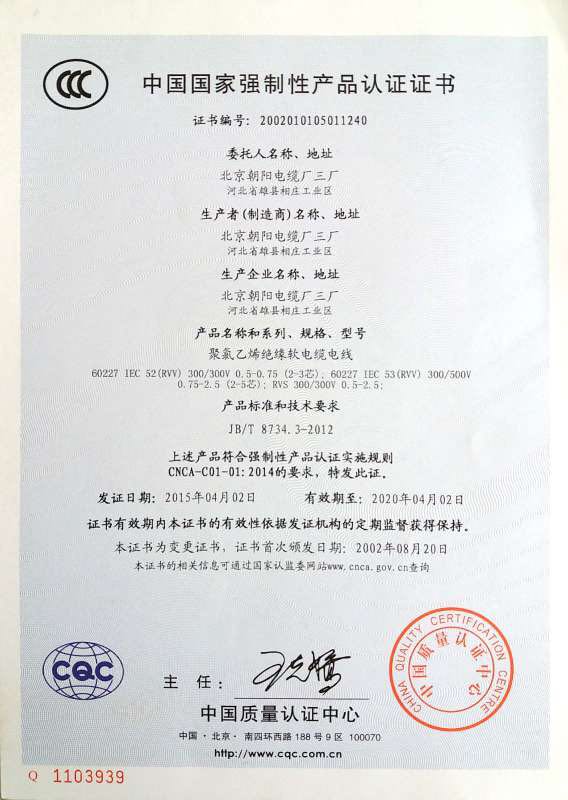 CCC
中国国家强制性产品认证证书
证书编号: 2002010105011240
委托人名称、地址
北京朝阳电缆厂三厂
河北省雄县相庄工业区
生产者(制造商)名称、地址
北京朝阳电缆厂三厂
河北省雄县相庄工业区
生产企业名称、地址
北京朝阳电缆厂三厂
河北省雄县相庄工业区
产品名称和系列、规格、型号
聚氯乙烯绝缘软电缆电线
60227 IEC 52(RVV) 300/300V 0.5-0.75 (2-3芯); 60227 IEC 53(RVV) 300/500V
0.75-2.5 (2-5芯); RVS 300/300V 0.5-2.5;
产品标准和技术要求
JB/T 8734.3-2012
上述产品符合强制性产品认证实施规则
CNCA-C01-01:2014的要求，特发此证。
发证日期: 2015年04月02日 有效期至: 2020年04月02日
证书有效期内本证书的有效性依据发证机构的定期监督获得保持。
本证书为变更证书，证书首次颁发日期: 2002年08月20日
本证书的相关信息可通过国家认监委网站www.cnca.gov.cn查询
CQC
主 任:
CHINA QUALITY CERTIFICATION CENTRE
中国质量认证中心
中国质量认证中心
中国·北京·南四环西路188号9区 100070
http://www.cqc.com.cn
Q 1103939